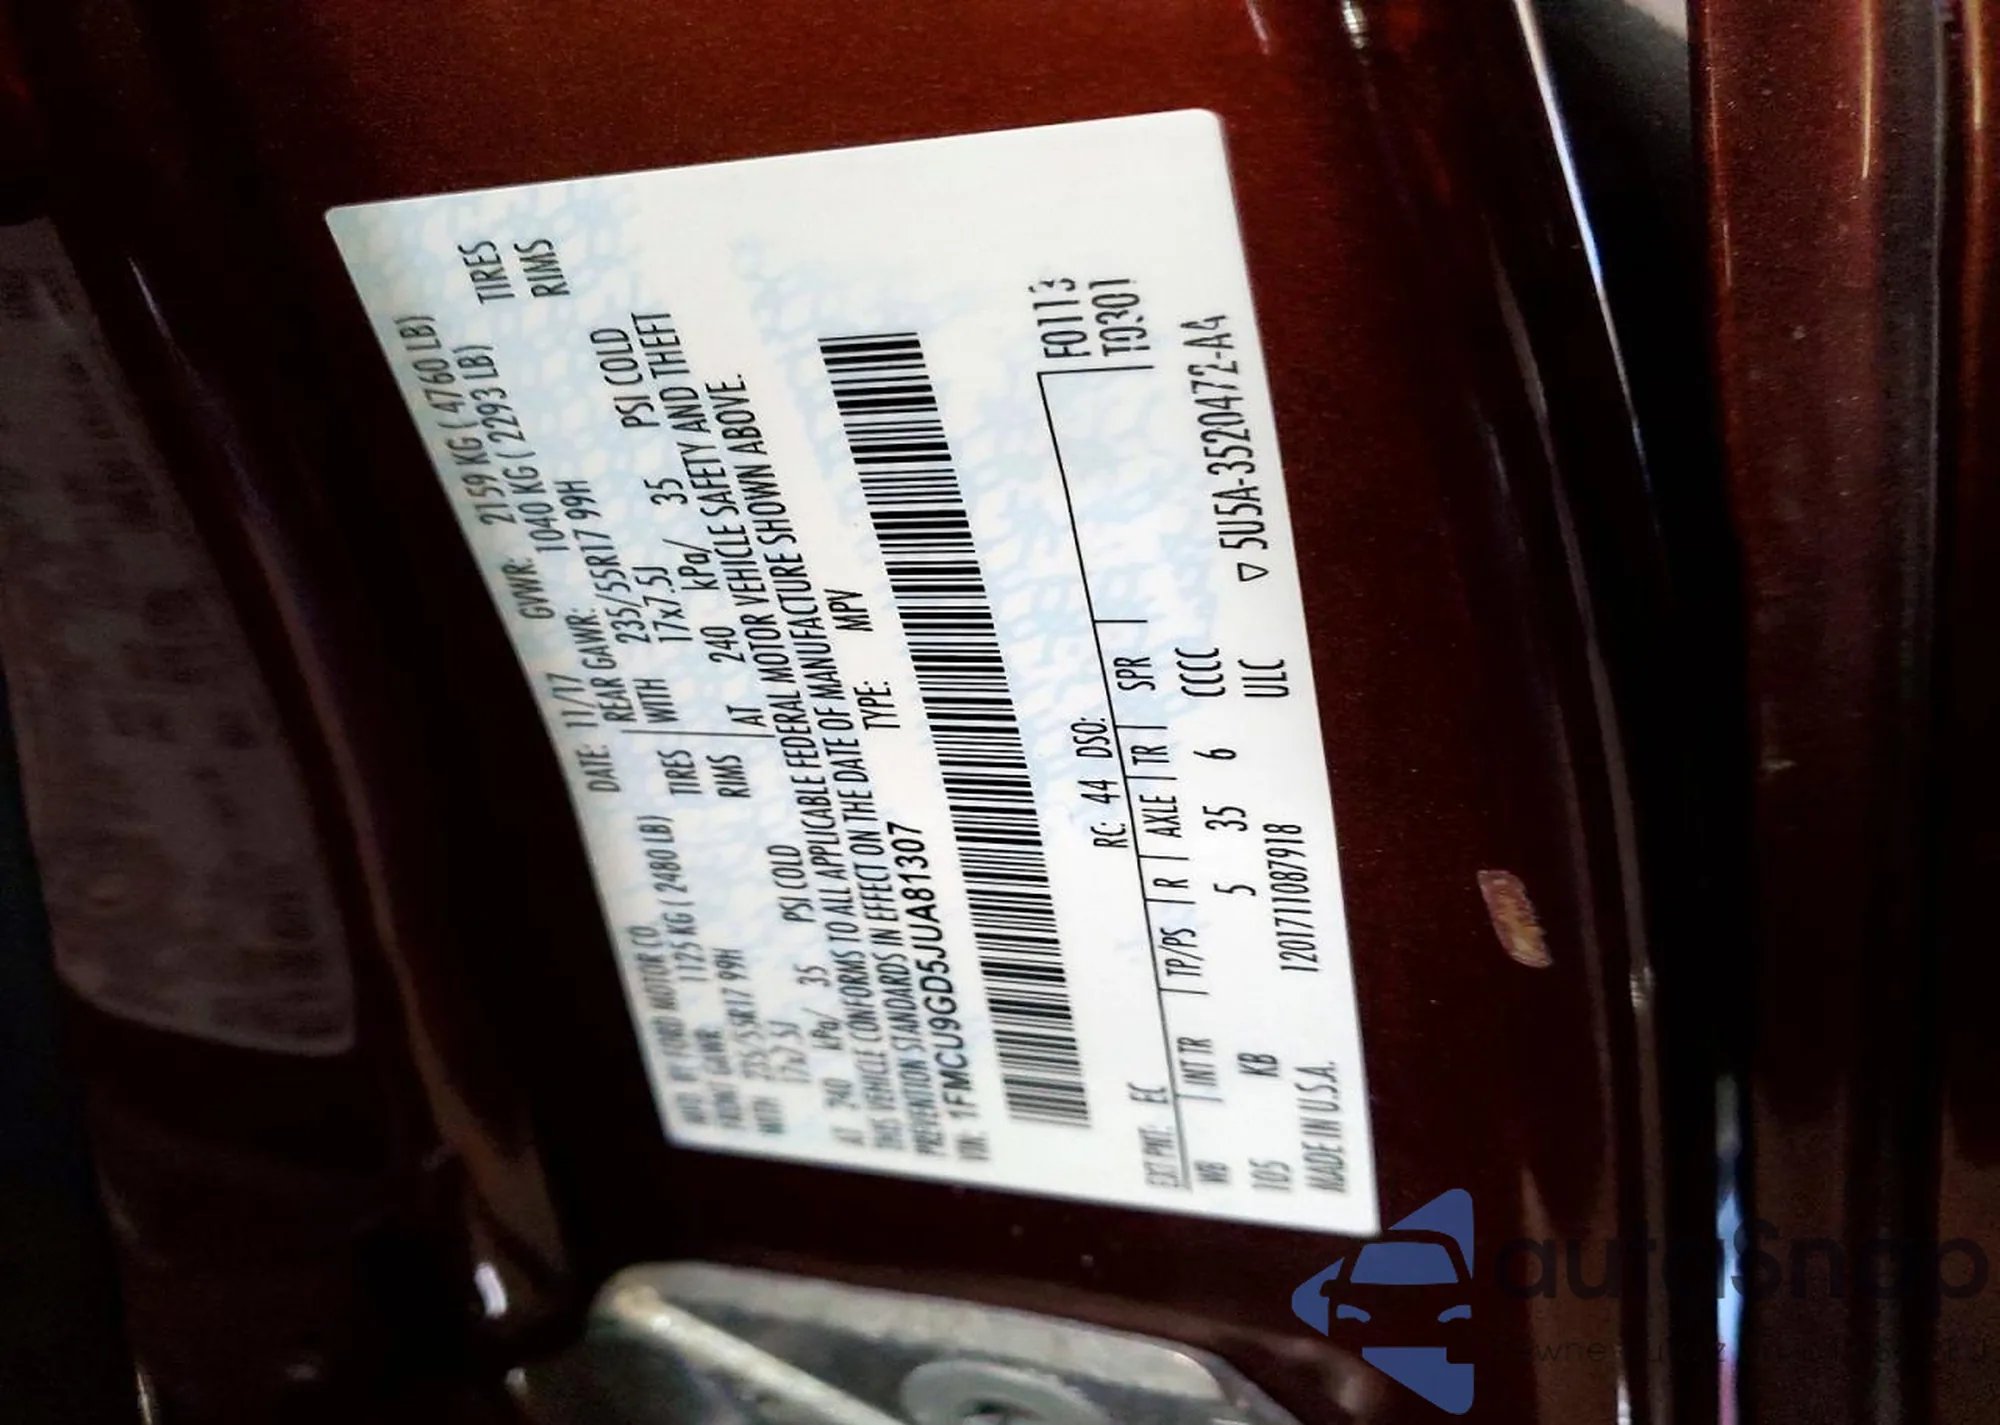 MFD. BY FORD MOTOR CO.
DATE: 11/17 GVWR: 2159 KG ( 4760 LB)
FRONT GAWR: 1125 KG ( 2480 LB)
REAR GAWR: 1040 KG ( 2293 LB)
WITH 235/55R17 99H TIRES
WITH 235/55R17 99H TIRES
17x7.5J RIMS
17x7.5J RIMS
AT 240 kPa/ 35 PSI COLD
AT 240 kPa/ 35 PSI COLD
THIS VEHICLE CONFORMS TO ALL APPLICABLE FEDERAL MOTOR VEHICLE SAFETY AND THEFT
PREVENTION STANDARDS IN EFFECT ON THE DATE OF MANUFACTURE SHOWN ABOVE.
VIN: 1FMCU9GD5JUA81307 TYPE: MPV
F0113
T0301
EXT PNT: EC RC: 44 DSO:
WB INT TR TP/PS R AXLE TR SPR
105 KB 5 35 6 CCCC
MADE IN U.S.A. 1201711087918 ULC
▽ 5U5A-3520472-AA
autoSnap